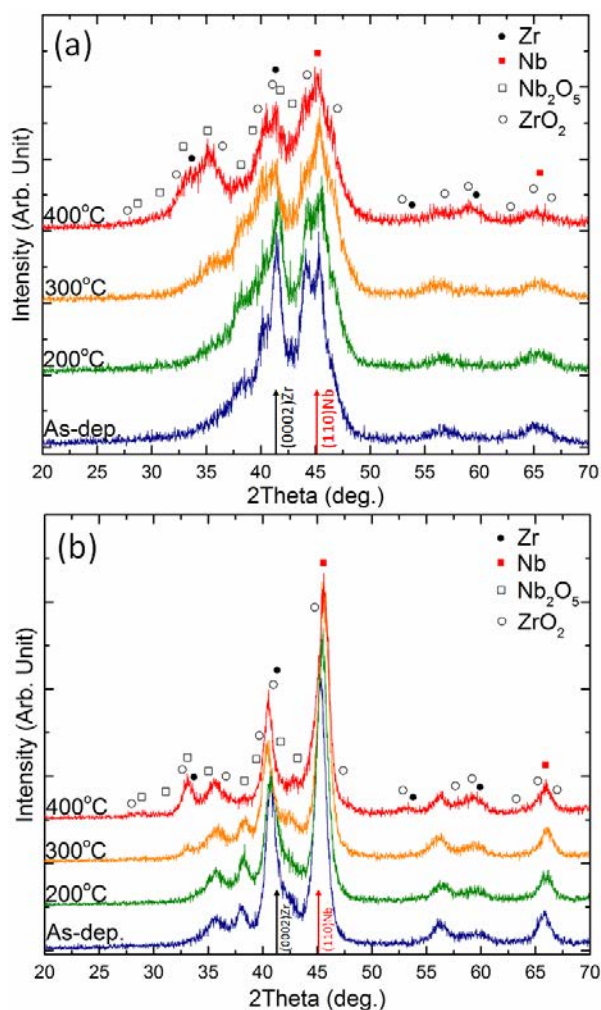 (a)
Zr
Nb
Nb₂O₅
ZrO₂
Intensity (Arb. Unit)
400°C
300°C
200°C
As-dep.
(0002)Zr
(110)Nb
20 25 30 35 40 45 50 55 60 65 70
2Theta (deg.)
(b)
Zr
Nb
Nb₂O₅
ZrO₂
Intensity (Arb. Unit)
400°C
300°C
200°C
As-dep.
(0002)Zr
(110)Nb
20 25 30 35 40 45 50 55 60 65 70
2Theta (deg.)